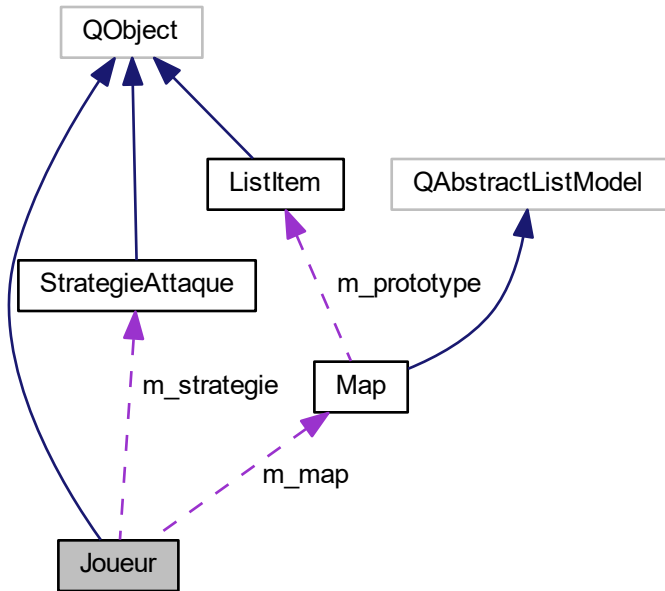 QObject
ListItem
QAbstractListModel
StrategieAttaque
m_prototype
m_strategie
Map
m_map
Joueur